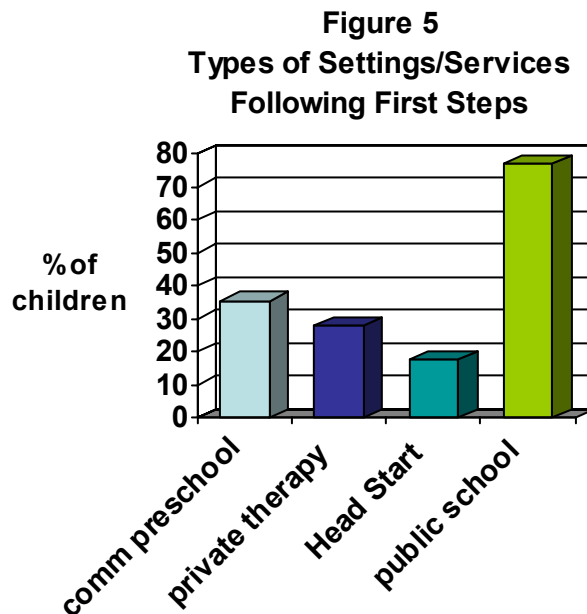 Figure 5
Types of Settings/Services
Following First Steps
80
70
60
50
40
30
20
10
0
% of
children
comm preschool
private therapy
Head Start
public school